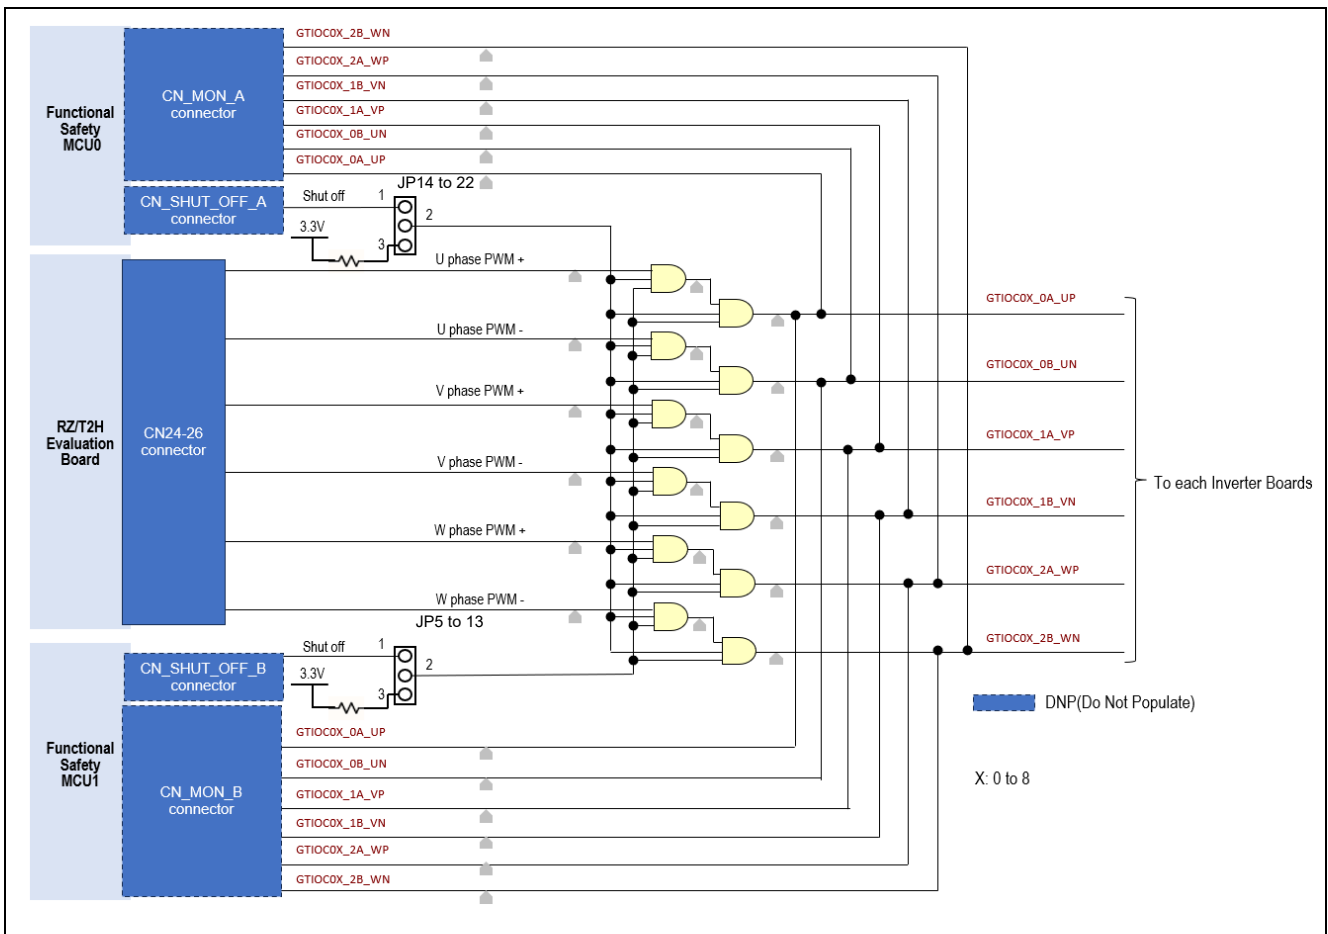 GTIOC0X_2B_WN
GTIOC0X_2A_WP
GTIOC0X_1B_VN
GTIOC0X_1A_VP
GTIOC0X_0B_UN
GTIOC0X_0A_UP
CN_MON_A
connector
Functional
Safety
MCU0
CN_SHUT_OFF_A
connector
Shut off
JP14 to 22
1
2
3
3.3V
U phase PWM +
U phase PWM -
V phase PWM +
V phase PWM -
W phase PWM +
W phase PWM -
RZ/T2H
Evaluation
Board
CN24-26
connector
GTIOC0X_0A_UP
GTIOC0X_0B_UN
GTIOC0X_1A_VP
GTIOC0X_1B_VN
GTIOC0X_2A_WP
GTIOC0X_2B_WN
To each Inverter Boards
JP5 to 13
Shut off
1
2
3
3.3V
CN_SHUT_OFF_B
connector
Functional
Safety
MCU1
CN_MON_B
connector
GTIOC0X_0A_UP
GTIOC0X_0B_UN
GTIOC0X_1A_VP
GTIOC0X_1B_VN
GTIOC0X_2A_WP
GTIOC0X_2B_WN
DNP(Do Not Populate)
X: 0 to 8